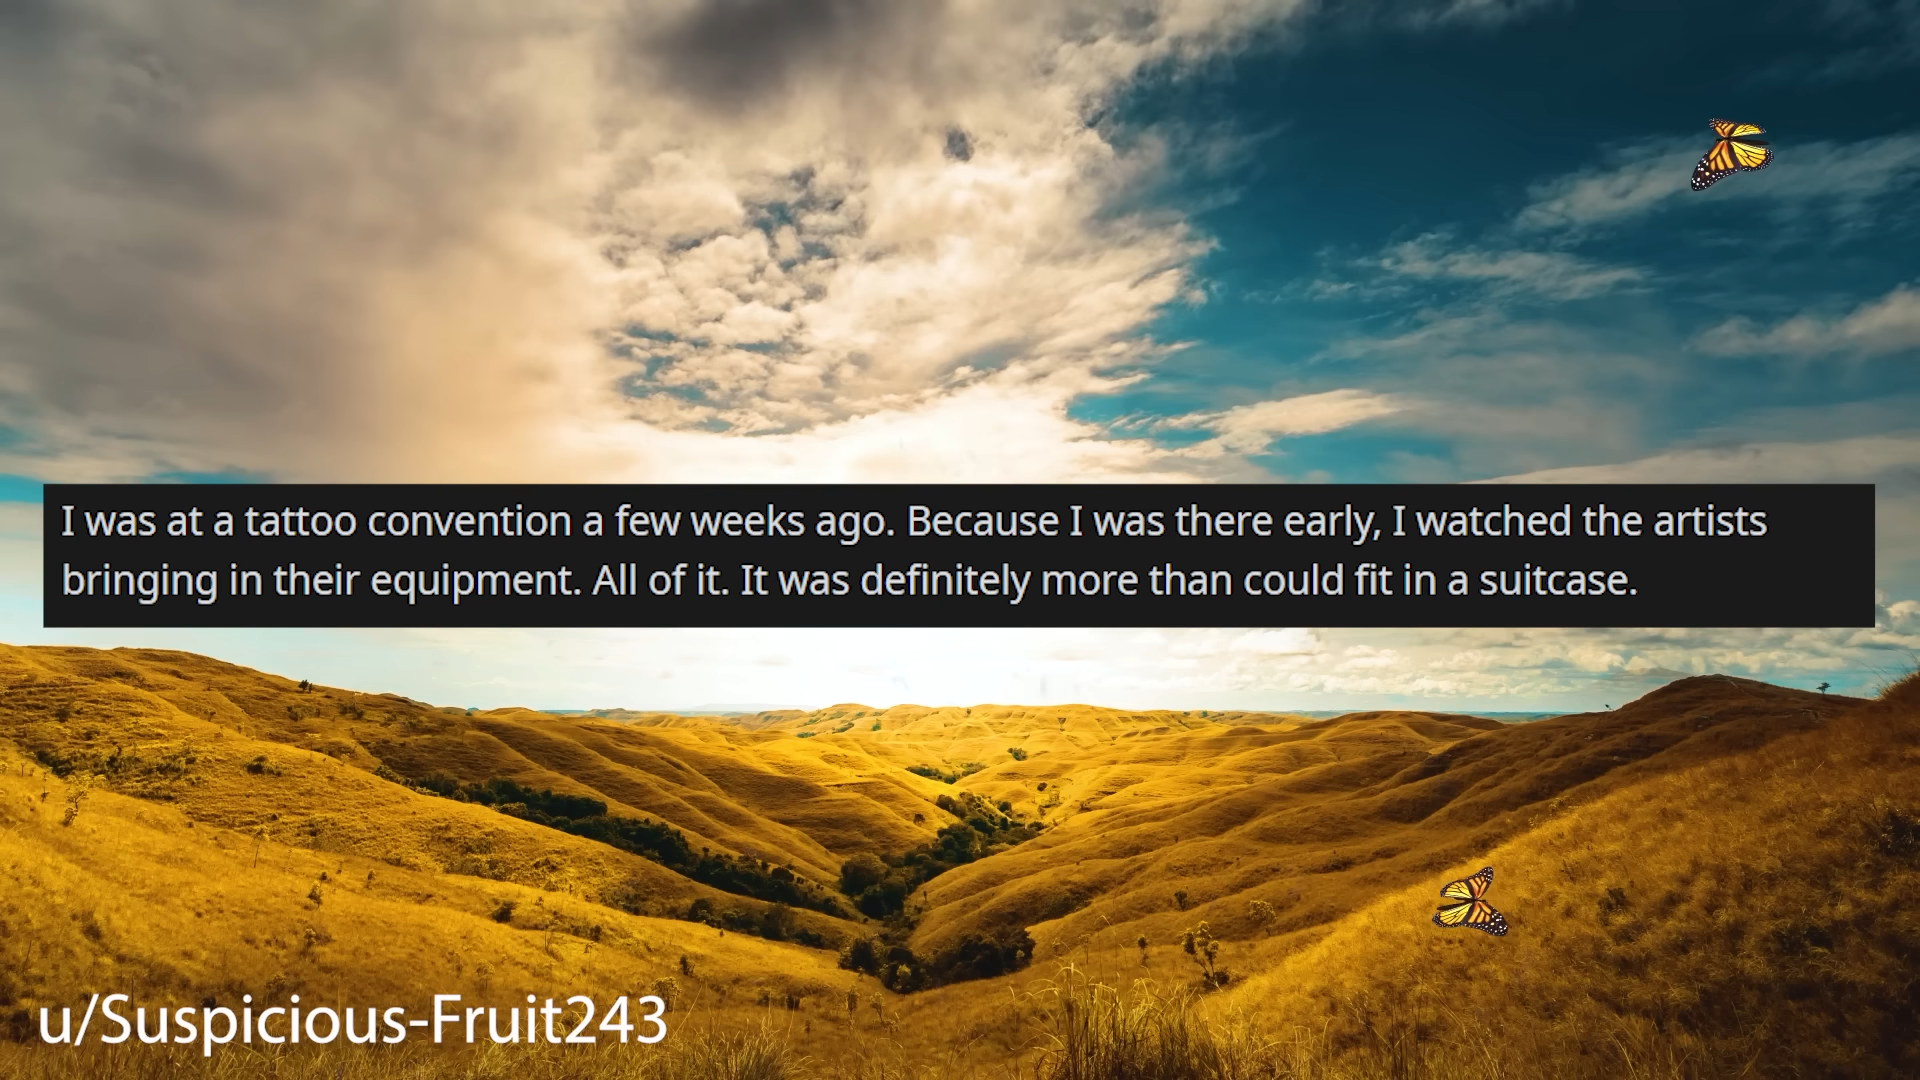 I was at a tattoo convention a few weeks ago. Because I was there early, I watched the artists
bringing in their equipment. All of it. It was definitely more than could fit in a suitcase.
u/Suspicious-Fruit243